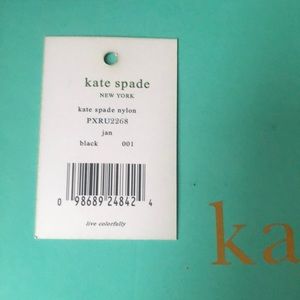 kate spade
NEW YORK
kate spade nylon
PXRU2268
jan
black 001
0 98689 24842 4
live colorfully
ka